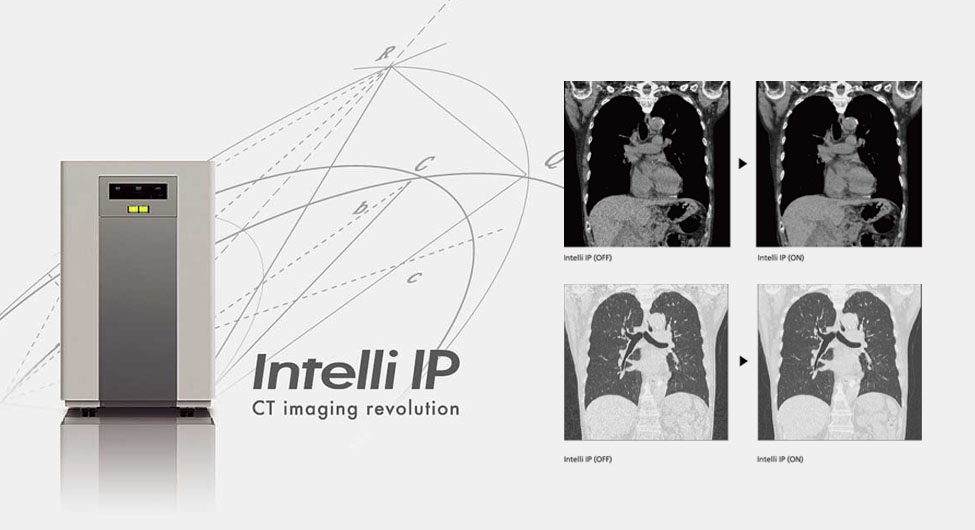 R
C
Q
b
c
Intelli IP
CT imaging revolution
Intelli IP (OFF)
Intelli IP (ON)
Intelli IP (OFF)
Intelli IP (ON)